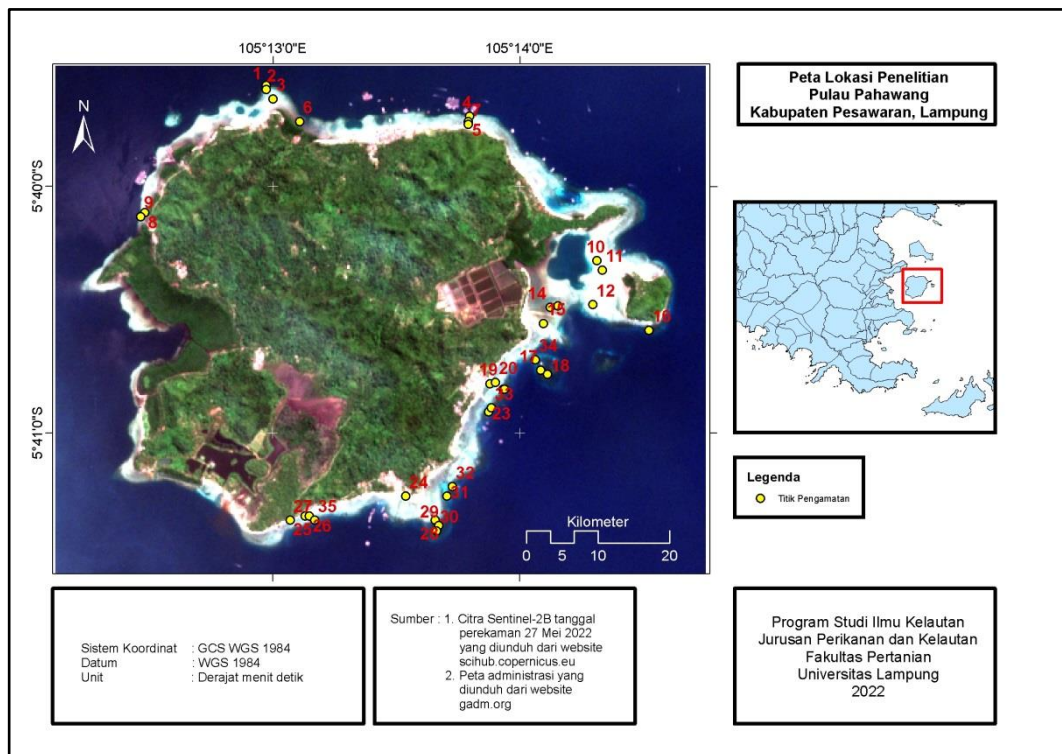 105°13'0"E
105°14'0"E
5°40'0"S
5°41'0"S
N
1
2
3
6
4
7
5
9
8
10
11
12
14
15
16
34
17
18
19
20
33
23
24
32
31
27
35
25
26
29
30
28
Kilometer
0 5 10 20
Peta Lokasi Penelitian
Pulau Pahawang
Kabupaten Pesawaran, Lampung
Legenda
Titik Pengamatan
Sistem Koordinat : GCS WGS 1984
Datum : WGS 1984
Unit : Derajat menit detik
Sumber : 1. Citra Sentinel-2B tanggal
perekaman 27 Mei 2022
yang diunduh dari website
scihub.copernicus.eu
2. Peta administrasi yang
diunduh dari website
gadm.org
Program Studi Ilmu Kelautan
Jurusan Perikanan dan Kelautan
Fakultas Pertanian
Universitas Lampung
2022